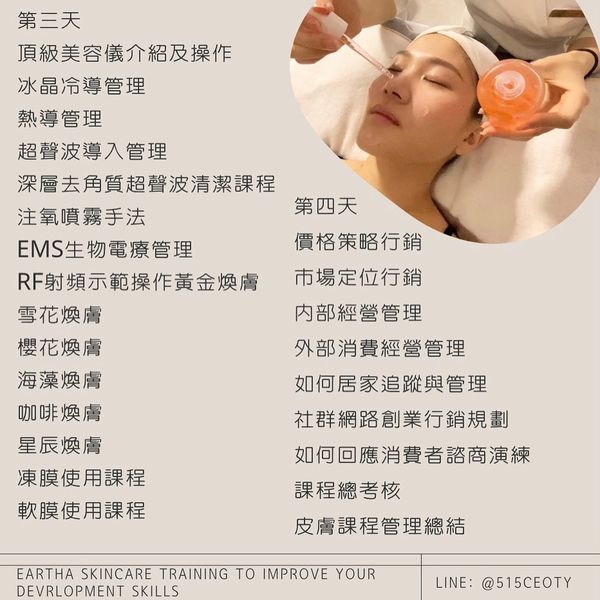 第三天
頂級美容儀介紹及操作
冰晶冷導管理
熱導管理
超聲波導入管理
深層去角質超聲波清潔課程
注氧噴霧手法
EMS生物電療管理
RF射頻示範操作黃金煥膚
雪花煥膚
櫻花煥膚
海藻煥膚
咖啡煥膚
星辰煥膚
凍膜使用課程
軟膜使用課程
第四天
價格策略行銷
市場定位行銷
內部經營管理
外部消費經營管理
如何居家追蹤與管理
社群網路創業行銷規劃
如何回應消費者諮商演練
課程總考核
皮膚課程管理總結
EARTHA SKINCARE TRAINING TO IMPROVE YOUR
DEVRLOPMENT SKILLS
LINE: @515CEOTY